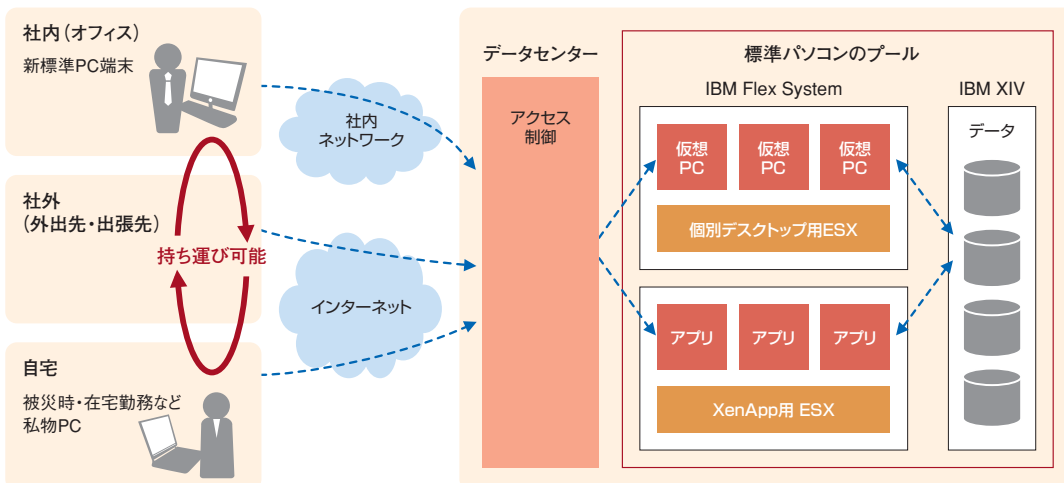 社内(オフィス)
新標準PC端末
社外
(外出先・出張先)
持ち運び可能
自宅
被災時・在宅勤務など
私物PC
社内
ネットワーク
インターネット
データセンター
アクセス
制御
標準パソコンのプール
IBM Flex System
仮想
PC
仮想
PC
仮想
PC
個別デスクトップ用ESX
アプリ
アプリ
アプリ
XenApp用 ESX
IBM XIV
データ